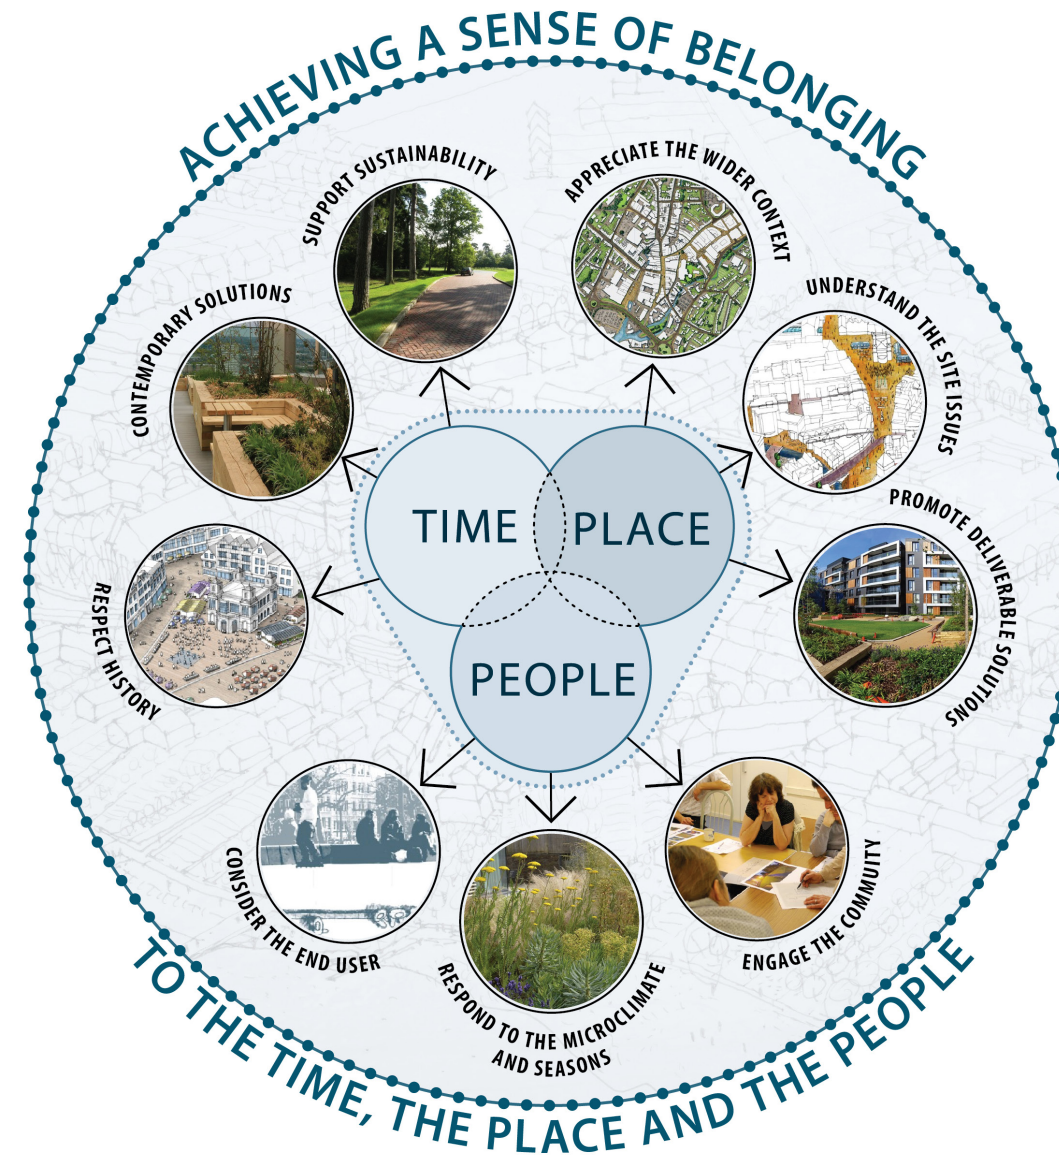 ACHIEVING A SENSE OF BELONGING
SUPPORT SUSTAINABILITY
APPRECIATE THE WIDER CONTEXT
CONTEMPORARY SOLUTIONS
UNDERSTAND THE SITE ISSUES
TIME
PLACE
PEOPLE
RESPECT HISTORY
PROMOTE DELIVERABLE SOLUTIONS
CONSIDER THE END USER
RESPOND TO THE MICROCLIMATE
AND SEASONS
ENGAGE THE COMMUITY
TO THE TIME, THE PLACE AND THE PEOPLE